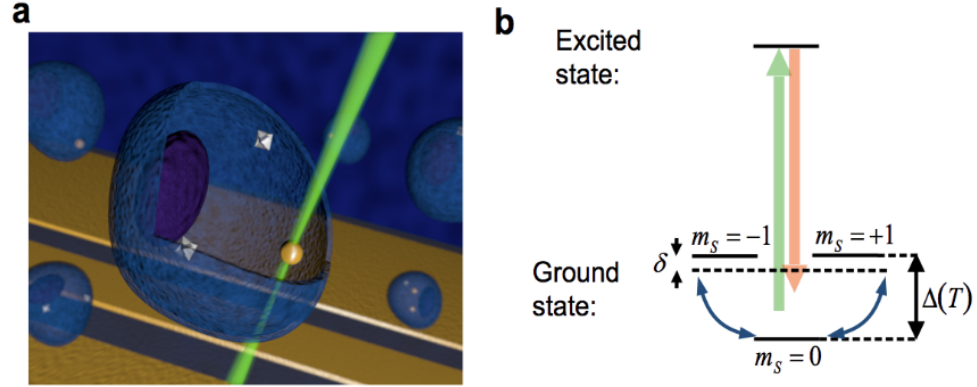 a
b
Excited
state:
m_s = -1
m_s = +1
δ
Ground
state:
Δ(T)
m_s = 0